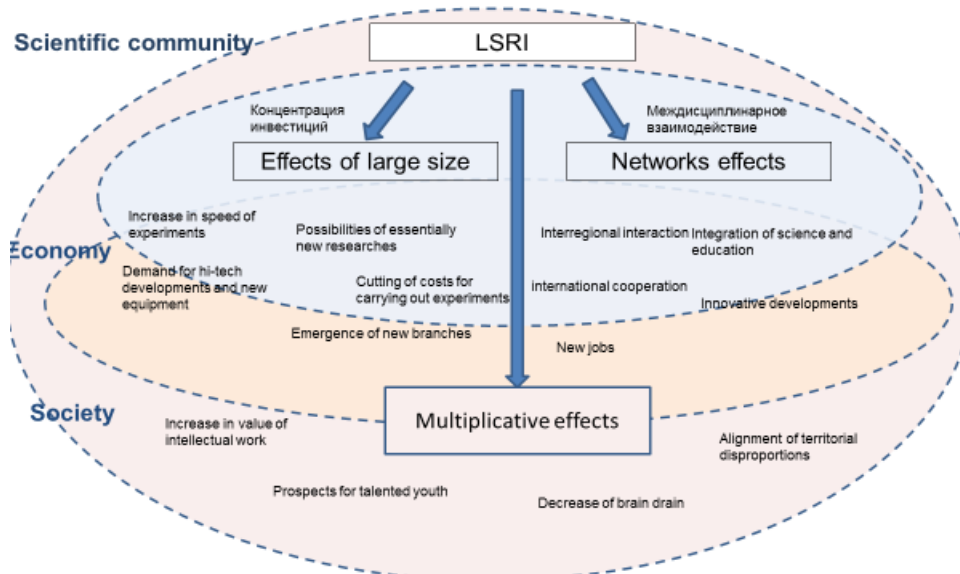 Scientific community
LSRI
Концентрация
инвестиций
Междисциплинарное
взаимодействие
Effects of large size
Networks effects
Increase in speed of
experiments
Possibilities of essentially
new researches
Interregional interaction
Integration of science and
education
Economy
Demand for hi-tech
developments and new
equipment
Cutting of costs for
carrying out experiments
international cooperation
Innovative developments
Emergence of new branches
New jobs
Society
Increase in value of
intellectual work
Multiplicative effects
Alignment of territorial
disproportions
Prospects for talented youth
Decrease of brain drain